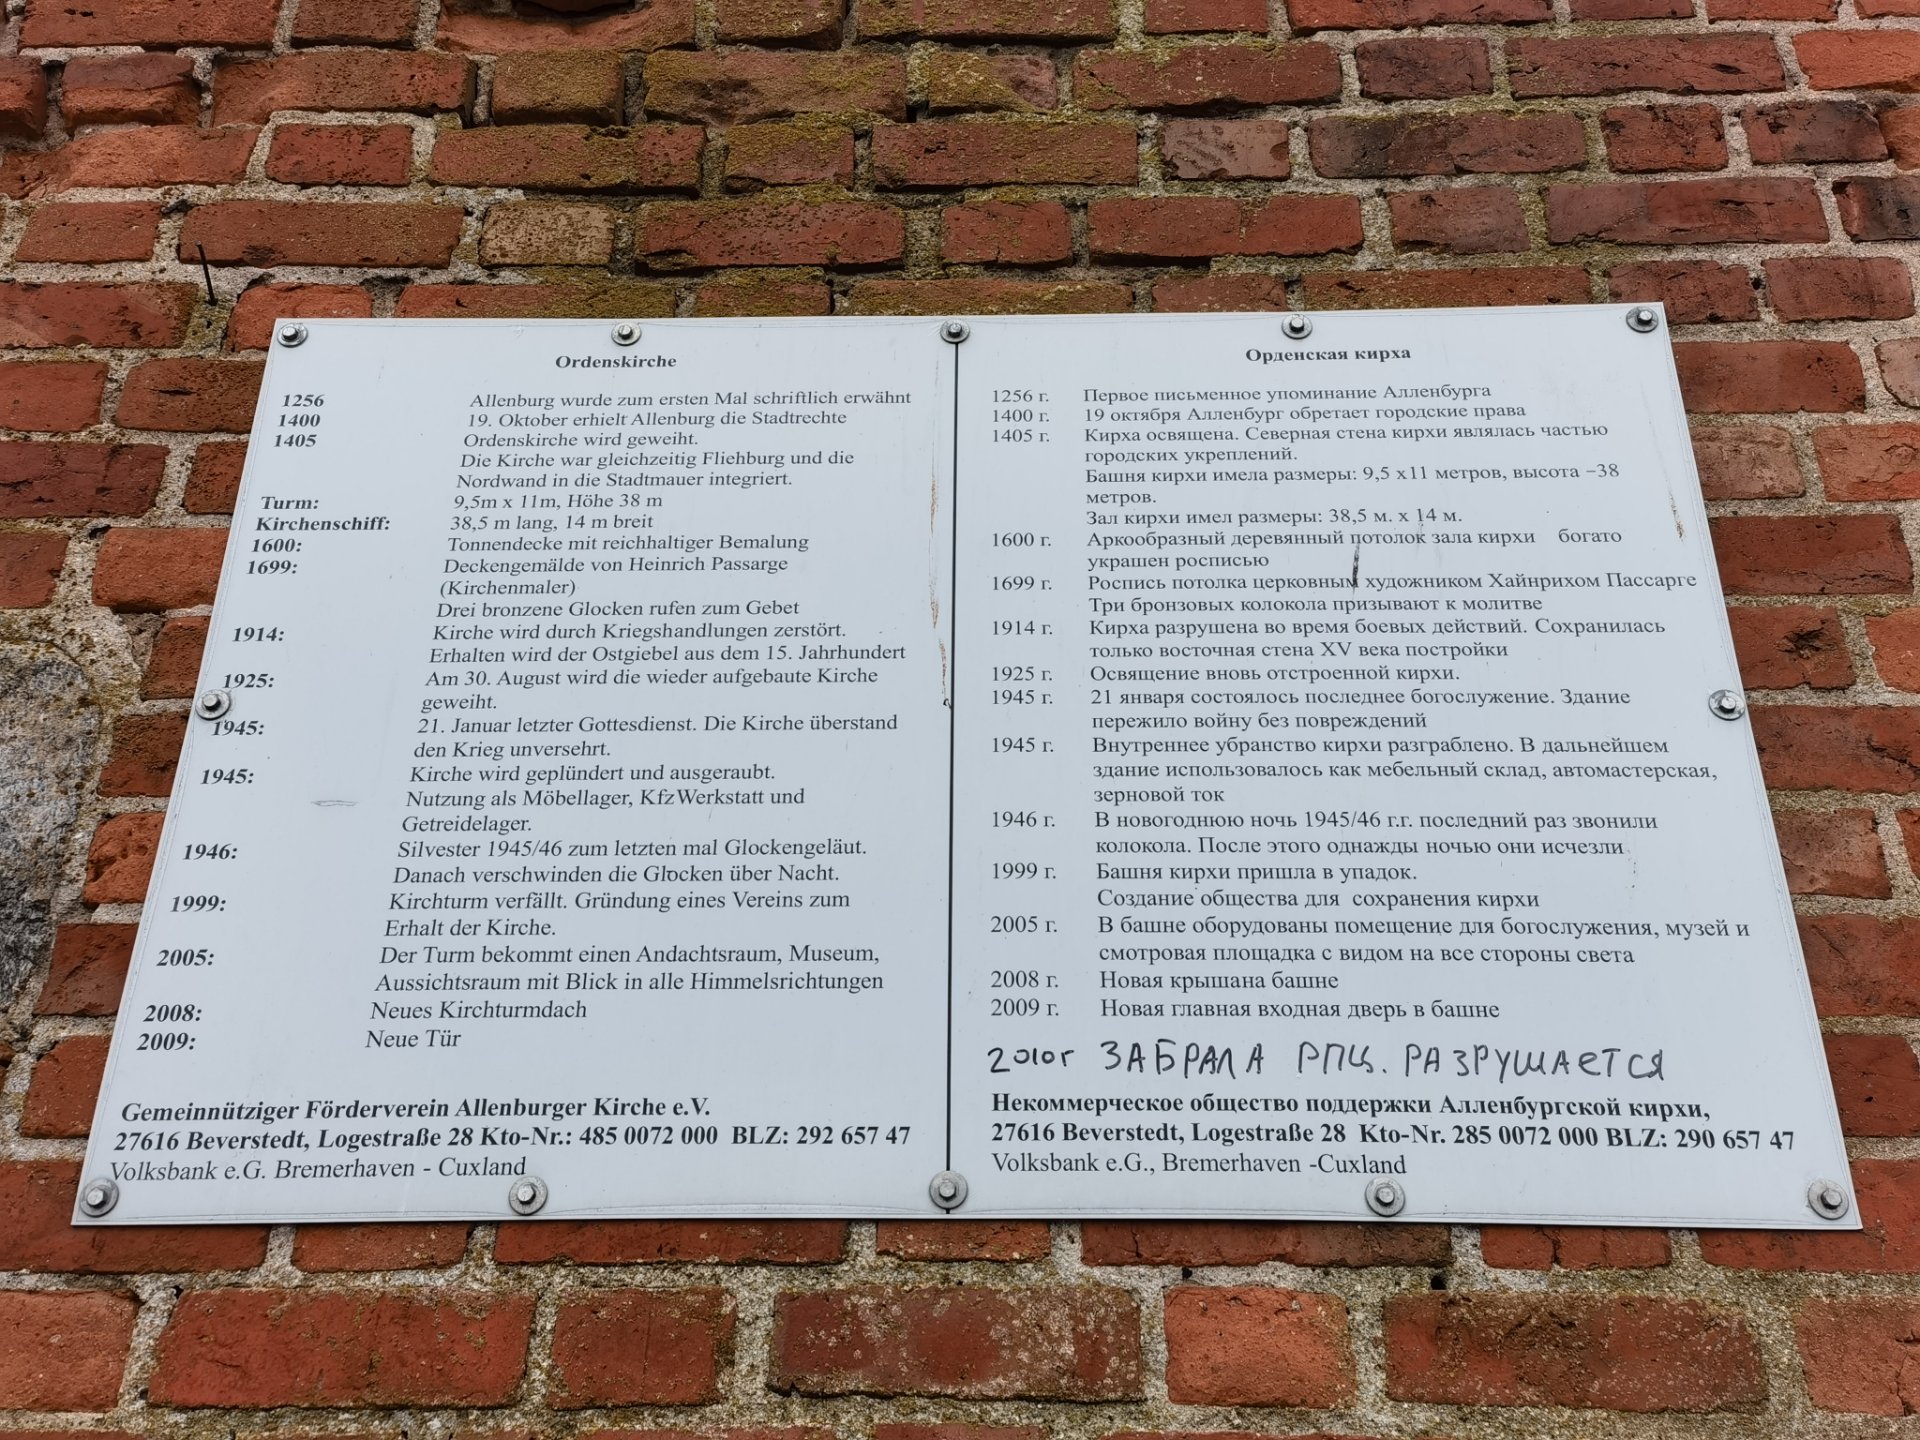 Ordenskirche
1256 Allenburg wurde zum ersten Mal schriftlich erwähnt
1400 19. Oktober erhielt Allenburg die Stadtrechte
1405 Ordenskirche wird geweiht.
Die Kirche war gleichzeitig Fliehburg und die
Nordwand in die Stadtmauer integriert.
Turm: 9,5m x 11m, Höhe 38 m
Kirchenschiff: 38,5 m lang, 14 m breit
1600: Tonnendecke mit reichhaltiger Bemalung
1699: Deckengemälde von Heinrich Passarge
(Kirchenmaler)
Drei bronzene Glocken rufen zum Gebet
1914: Kirche wird durch Kriegshandlungen zerstört.
Erhalten wird der Ostgiebel aus dem 15. Jahrhundert
1925: Am 30. August wird die wieder aufgebaute Kirche
geweiht.
1945: 21. Januar letzter Gottesdienst. Die Kirche überstand
den Krieg unversehrt.
1945: Kirche wird geplündert und ausgeraubt.
Nutzung als Möbellager, KfzWerkstatt und
Getreidelager.
1946: Silvester 1945/46 zum letzten mal Glockengeläut.
Danach verschwinden die Glocken über Nacht.
1999: Kirchturm verfällt. Gründung eines Vereins zum
Erhalt der Kirche.
2005: Der Turm bekommt einen Andachtsraum, Museum,
Aussichtsraum mit Blick in alle Himmelsrichtungen
2008: Neues Kirchturmdach
2009: Neue Tür
Gemeinnütziger Förderverein Allenburger Kirche e.V.
27616 Beverstedt, Logestraße 28 Kto-Nr.: 485 0072 000 BLZ: 292 657 47
Volksbank e.G. Bremerhaven - Cuxland
Орденская кирха
1256 г. Первое письменное упоминание Алленбурга
1400 г. 19 октября Алленбург обретает городские права
1405 г. Кирха освящена. Северная стена кирхи являлась частью
городских укреплений.
Башня кирхи имела размеры: 9,5 х11 метров, высота –38
метров.
Зал кирхи имел размеры: 38,5 м. х 14 м.
1600 г. Аркообразный деревянный потолок зала кирхи богато
украшен росписью
1699 г. Роспись потолка церковным художником Хайнрихом Пассарге
Три бронзовых колокола призывают к молитве
1914 г. Кирха разрушена во время боевых действий. Сохранилась
только восточная стена XV века постройки
1925 г. Освящение вновь отстроенной кирхи.
1945 г. 21 января состоялось последнее богослужение. Здание
пережило войну без повреждений
1945 г. Внутреннее убранство кирхи разграблено. В дальнейшем
здание использовалось как мебельный склад, автомастерская,
зерновой ток
1946 г. В новогоднюю ночь 1945/46 г.г. последний раз звонили
колокола. После этого однажды ночью они исчезли
1999 г. Башня кирхи пришла в упадок.
Создание общества для сохранения кирхи
2005 г. В башне оборудованы помещение для богослужения, музей и
смотровая площадка с видом на все стороны света
2008 г. Новая крышана башне
2009 г. Новая главная входная дверь в башне
2010г ЗАБРАЛА РПЦ. РАЗРУШАЕТСЯ
Некоммерческое общество поддержки Алленбургской кирхи,
27616 Beverstedt, Logestraße 28 Kto-Nr. 285 0072 000 BLZ: 290 657 47
Volksbank e.G., Bremerhaven -Cuxland